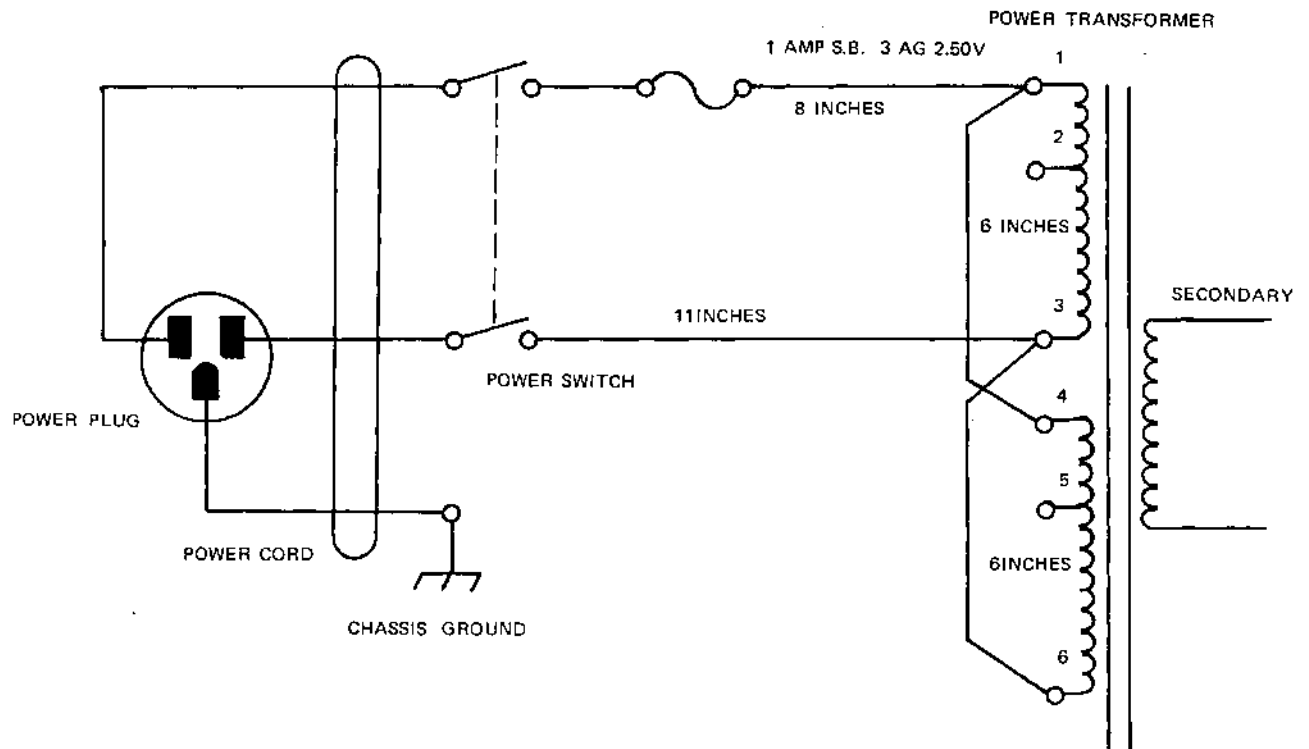 POWER TRANSFORMER
1 AMP S.B. 3 AG 2.50V
1
8 INCHES
2
6 INCHES
3
SECONDARY
11INCHES
POWER SWITCH
4
POWER PLUG
5
POWER CORD
6INCHES
CHASSIS GROUND
6